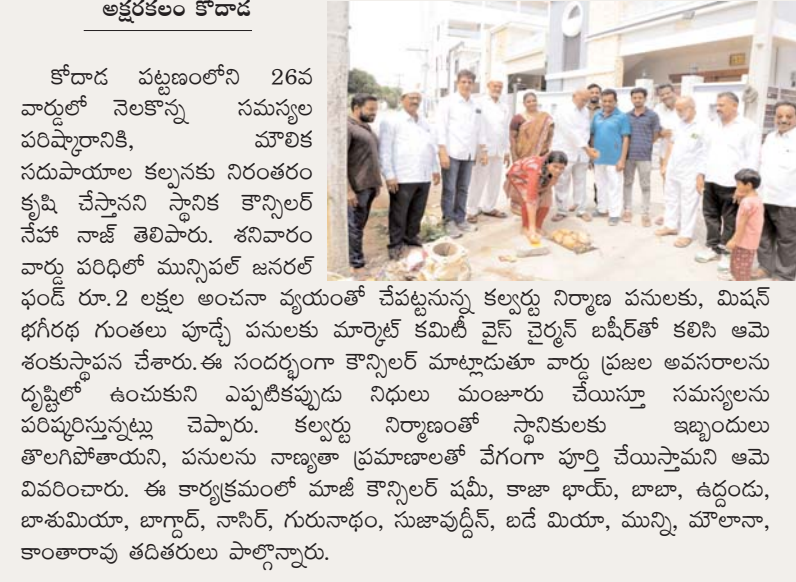 అక్షరకలం కోదాడ
కోదాడ పట్టణంలోని 26వ
వార్డులో నెలకొన్న సమస్యల
పరిష్కారానికి, మౌలిక
సదుపాయాల కల్పనకు నిరంతరం
కృషి చేస్తానని స్థానిక కౌన్సిలర్
నేహా నాజ్ తెలిపారు. శనివారం
వార్డు పరిధిలో మున్సిపల్ జనరల్
ఫండ్ రూ.2 లక్షల అంచనా వ్యయంతో చేపట్టనున్న కల్వర్టు నిర్మాణ పనులకు, మిషన్
భగీరథ గుంతలు పూడ్చే పనులకు మార్కెట్ కమిటీ వైస్ చైర్మన్ బషీర్‌తో కలిసి ఆమె
శంకుస్థాపన చేశారు.ఈ సందర్భంగా కౌన్సిలర్ మాట్లాడుతూ వార్డు ప్రజల అవసరాలను
దృష్టిలో ఉంచుకుని ఎప్పటికప్పుడు నిధులు మంజూరు చేయిస్తూ సమస్యలను
పరిష్కరిస్తున్నట్లు చెప్పారు. కల్వర్టు నిర్మాణంతో స్థానికులకు ఇబ్బందులు
తొలగిపోతాయని, పనులను నాణ్యతా ప్రమాణాలతో వేగంగా పూర్తి చేయిస్తామని ఆమె
వివరించారు. ఈ కార్యక్రమంలో మాజీ కౌన్సిలర్ షమీ, కాజా భాయ్, బాబా, ఉద్దండు,
బాశుమియా, బాగ్దాద్, నాసిర్, గురునాథం, సుజావుద్దీన్, బడే మియా, మున్ని, మౌలానా,
కాంతారావు తదితరులు పాల్గొన్నారు.